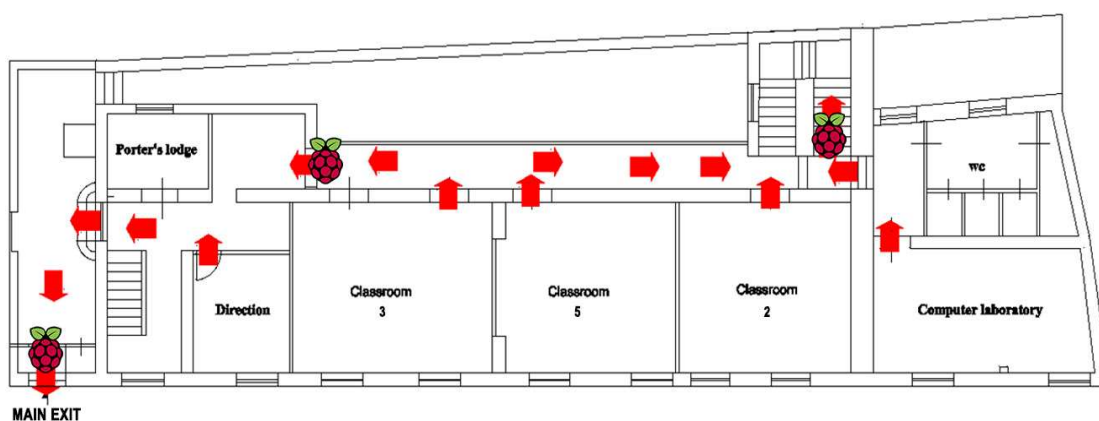 Porter's lodge
wc
Direction
Classroom
3
Classroom
5
Classroom
2
Computer laboratory
MAIN EXIT